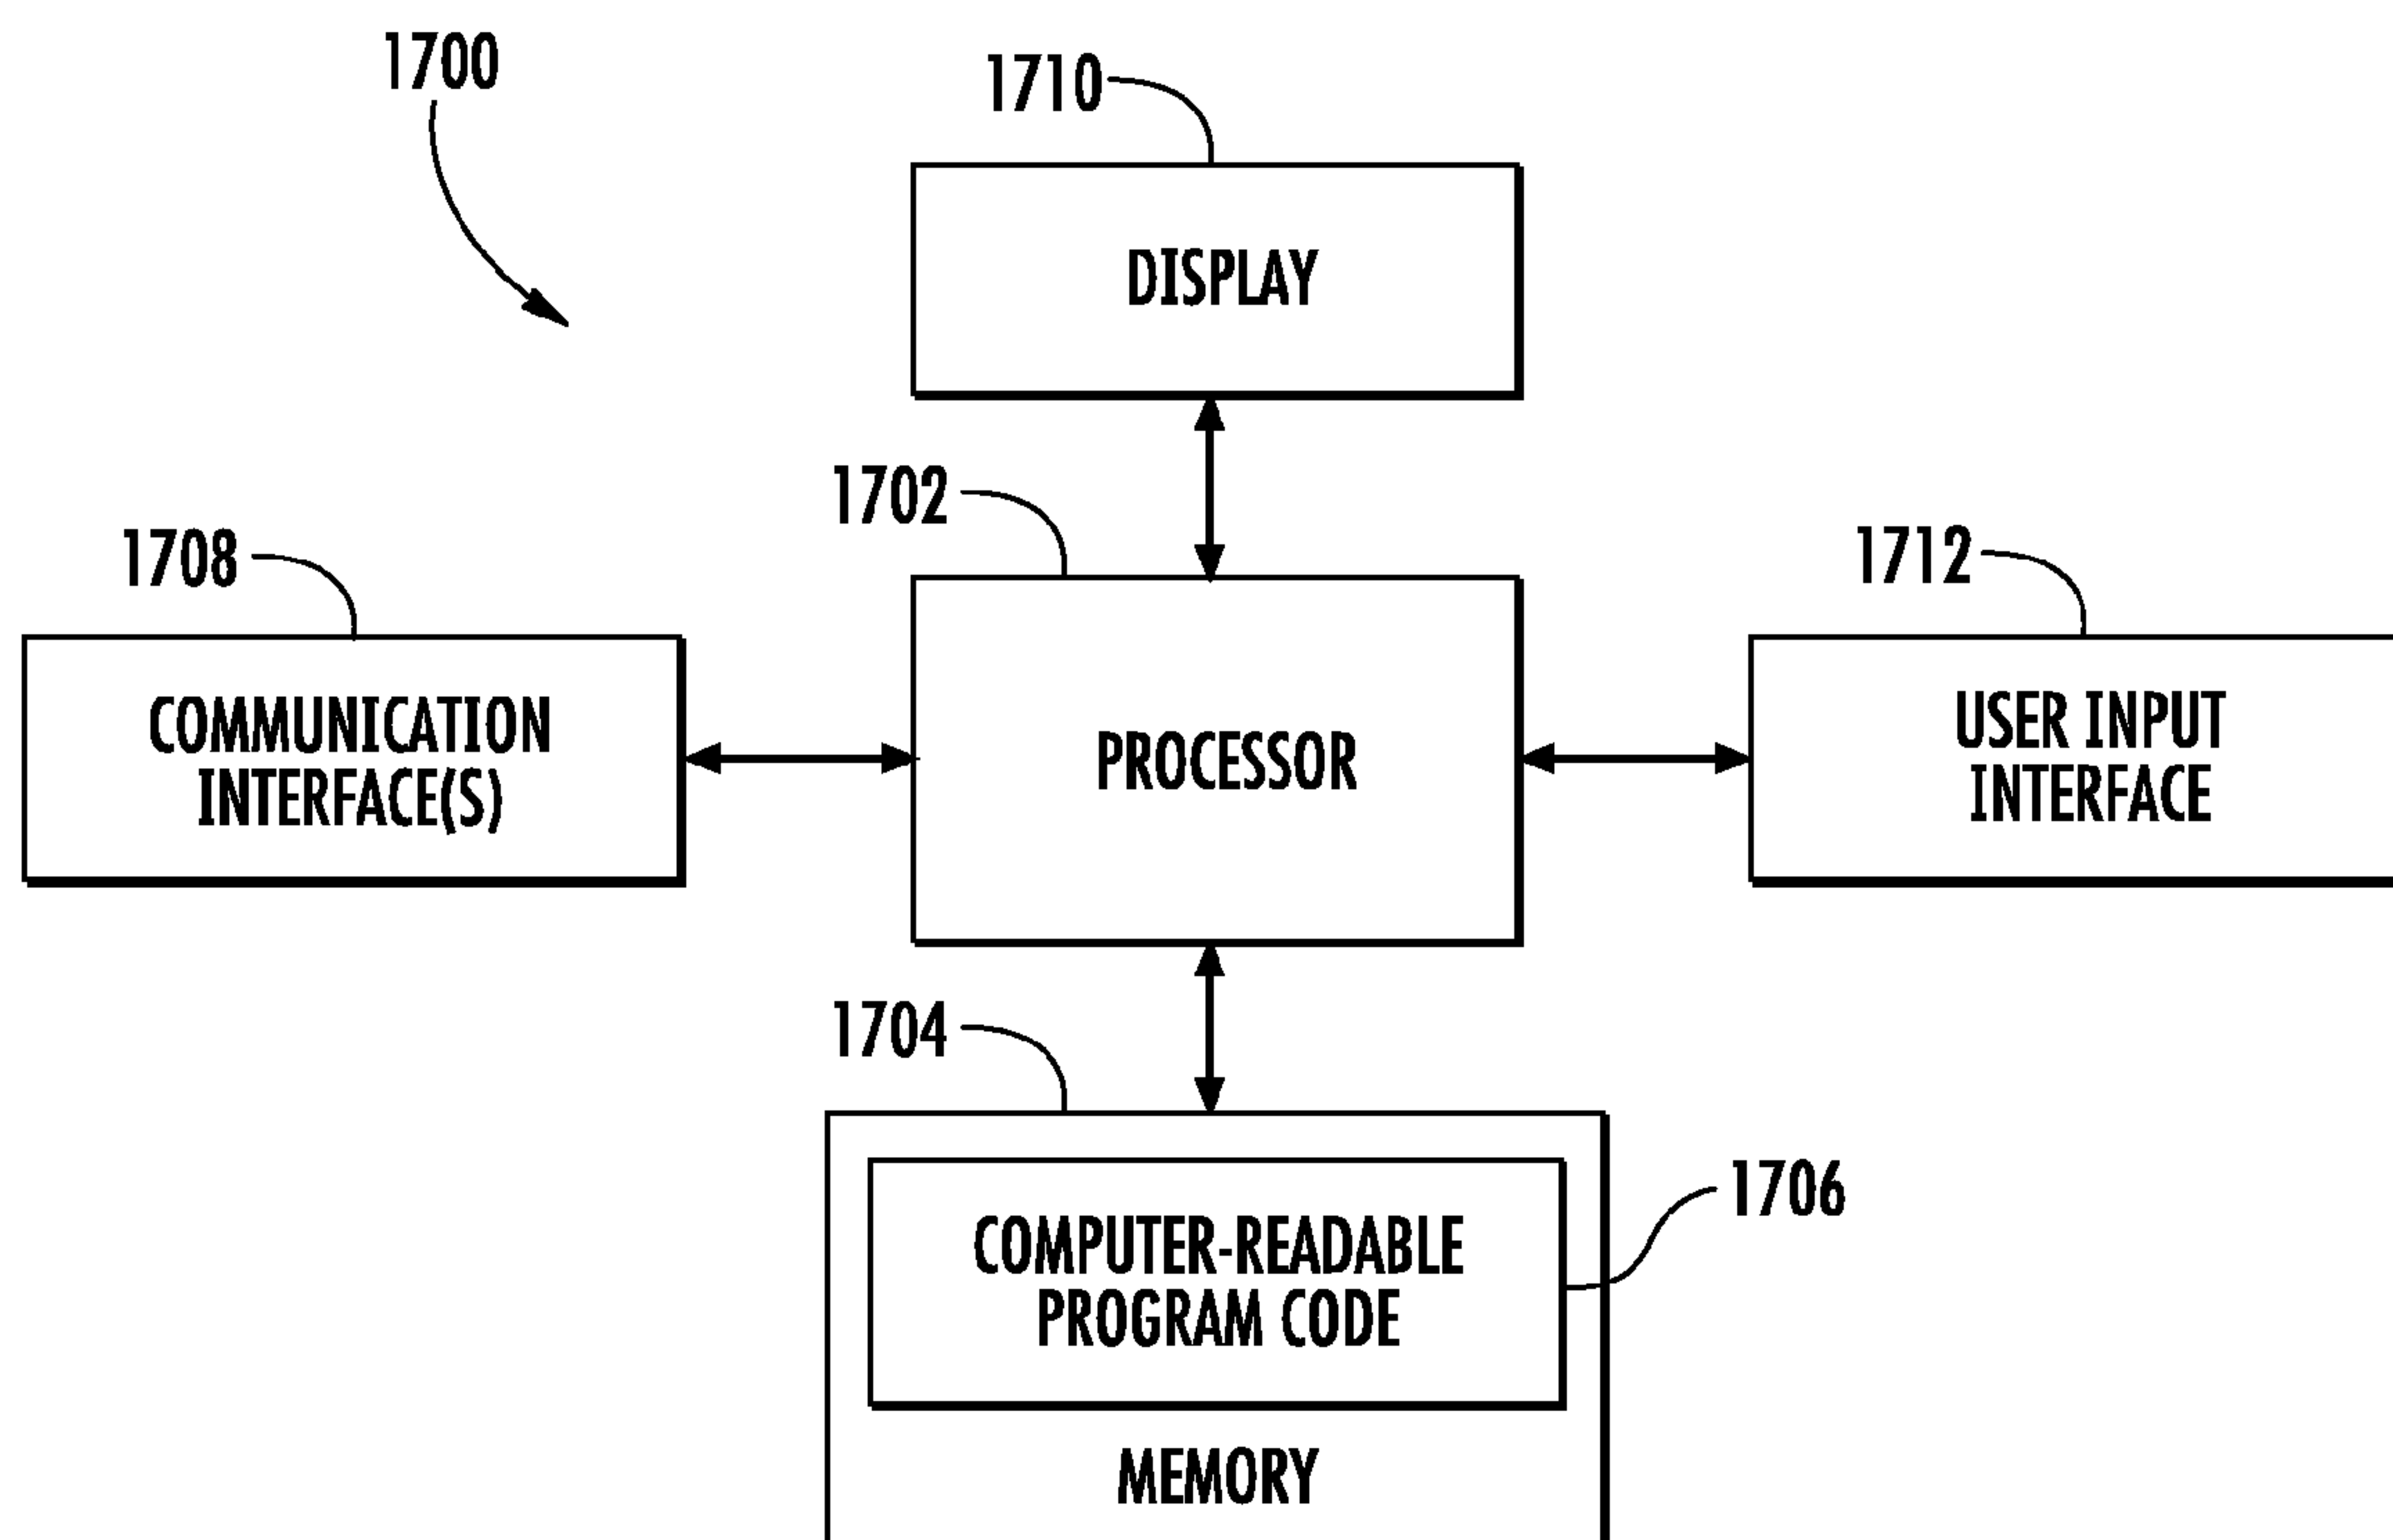 1700
1710
DISPLAY
1702
1708
1712
COMMUNICATION
INTERFACE(S)
PROCESSOR
USER INPUT
INTERFACE
1704
1706
COMPUTER-READABLE
PROGRAM CODE
MEMORY